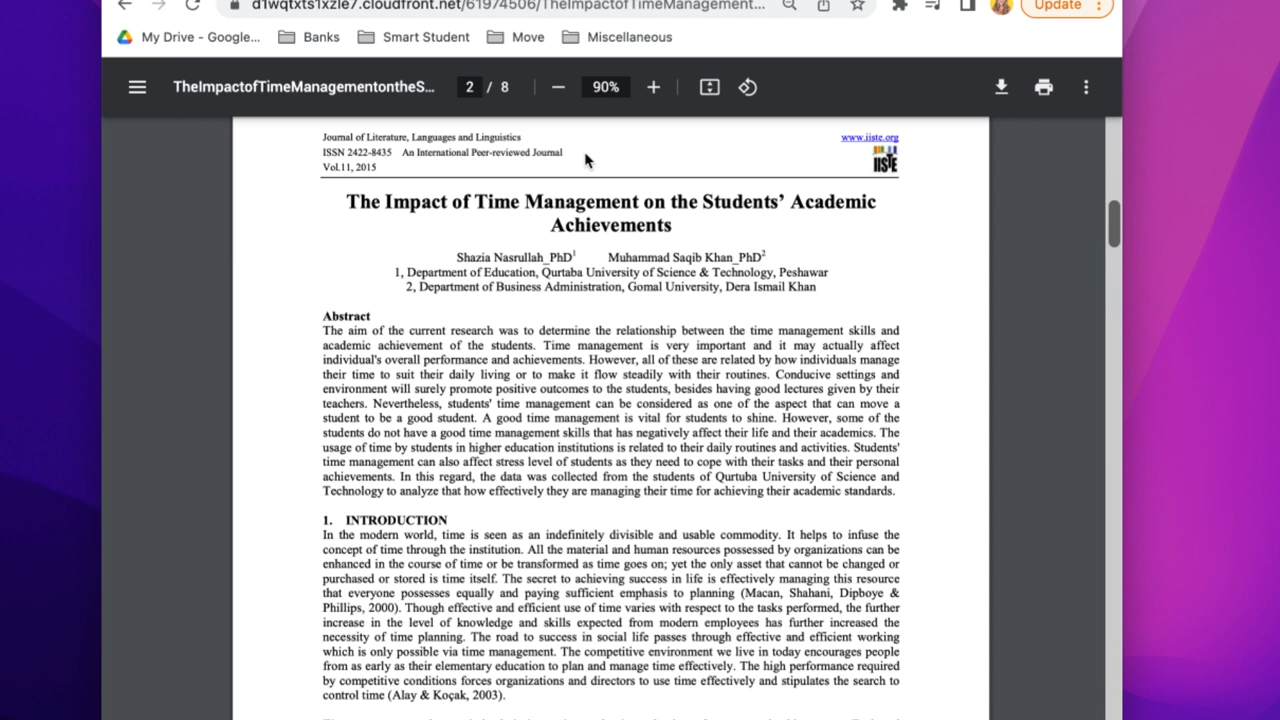 d1wqtxts1xzle7.cloudfront.net/61974506/TheImpactofTimeManagement...
Update
My Drive - Google...
Banks
Smart Student
Move
Miscellaneous
TheImpactofTimeManagementontheS...
2 / 8
90%
Journal of Literature, Languages and Linguistics
www.iiste.org
ISSN 2422-8435 An International Peer-reviewed Journal
Vol.11, 2015
IISTE
The Impact of Time Management on the Students' Academic
Achievements
Shazia Nasrullah_PhD1 Muhammad Saqib Khan_PhD2
1, Department of Education, Qurtaba University of Science & Technology, Peshawar
2, Department of Business Administration, Gomal University, Dera Ismail Khan
Abstract
The aim of the current research was to determine the relationship between the time management skills and
academic achievement of the students. Time management is very important and it may actually affect
individual's overall performance and achievements. However, all of these are related by how individuals manage
their time to suit their daily living or to make it flow steadily with their routines. Conducive settings and
environment will surely promote positive outcomes to the students, besides having good lectures given by their
teachers. Nevertheless, students' time management can be considered as one of the aspect that can move a
student to be a good student. A good time management is vital for students to shine. However, some of the
students do not have a good time management skills that has negatively affect their life and their academics. The
usage of time by students in higher education institutions is related to their daily routines and activities. Students'
time management can also affect stress level of students as they need to cope with their tasks and their personal
achievements. In this regard, the data was collected from the students of Qurtuba University of Science and
Technology to analyze that how effectively they are managing their time for achieving their academic standards.
1. INTRODUCTION
In the modern world, time is seen as an indefinitely divisible and usable commodity. It helps to infuse the
concept of time through the institution. All the material and human resources possessed by organizations can be
enhanced in the course of time or be transformed as time goes on; yet the only asset that cannot be changed or
purchased or stored is time itself. The secret to achieving success in life is effectively managing this resource
that everyone possesses equally and paying sufficient emphasis to planning (Macan, Shahani, Dipboye &
Phillips, 2000). Though effective and efficient use of time varies with respect to the tasks performed, the further
increase in the level of knowledge and skills expected from modern employees has further increased the
necessity of time planning. The road to success in social life passes through effective and efficient working
which is only possible via time management. The competitive environment we live in today encourages people
from as early as their elementary education to plan and manage time effectively. The high performance required
by competitive conditions forces organizations and directors to use time effectively and stipulates the search to
control time (Alay & Koçak, 2003).